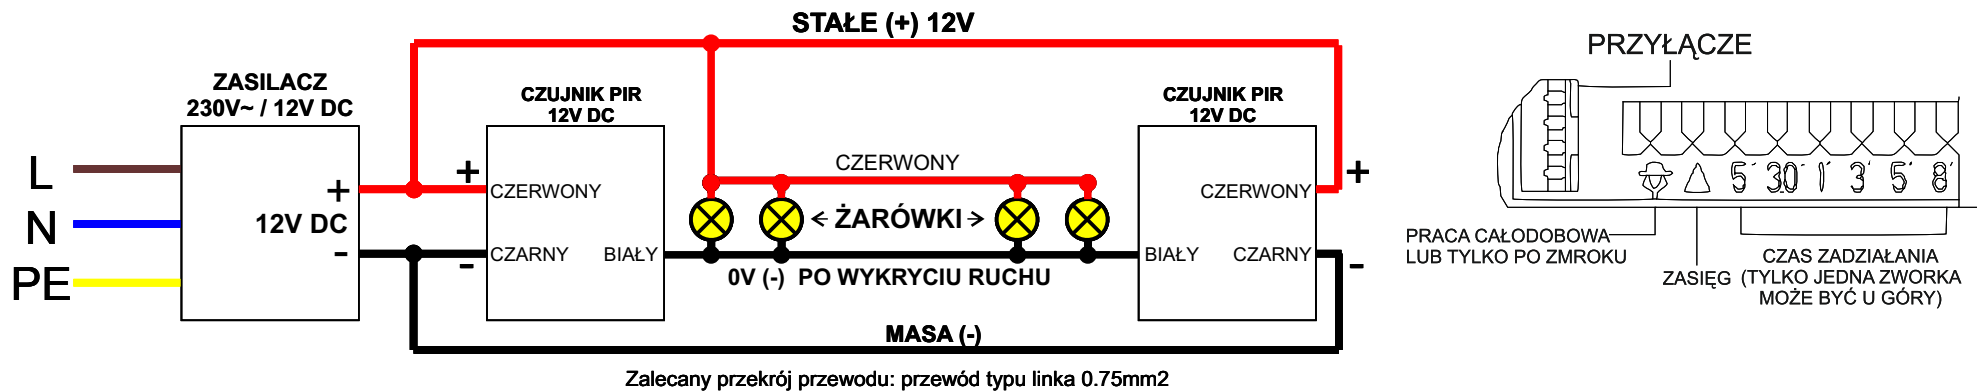 STAŁE (+) 12V
ZASILACZ
230V~ / 12V DC
L
N
PE
+
12V DC
-
CZUJNIK PIR
12V DC
+
CZERWONY
-
CZARNY
BIAŁY
CZERWONY
ŻARÓWKI
0V (-) PO WYKRYCIU RUCHU
MASA (-)
CZUJNIK PIR
12V DC
CZERWONY
+
BIAŁY
CZARNY
-
Zalecany przekrój przewodu: przewód typu linka 0.75mm2
PRZYŁĄCZE
5' 30 1' 3' 5' 8'
PRACA CAŁODOBOWA
LUB TYLKO PO ZMROKU
ZASIĘG
CZAS ZADZIAŁANIA
(TYLKO JEDNA ZWORKA
MOŻE BYĆ U GÓRY)